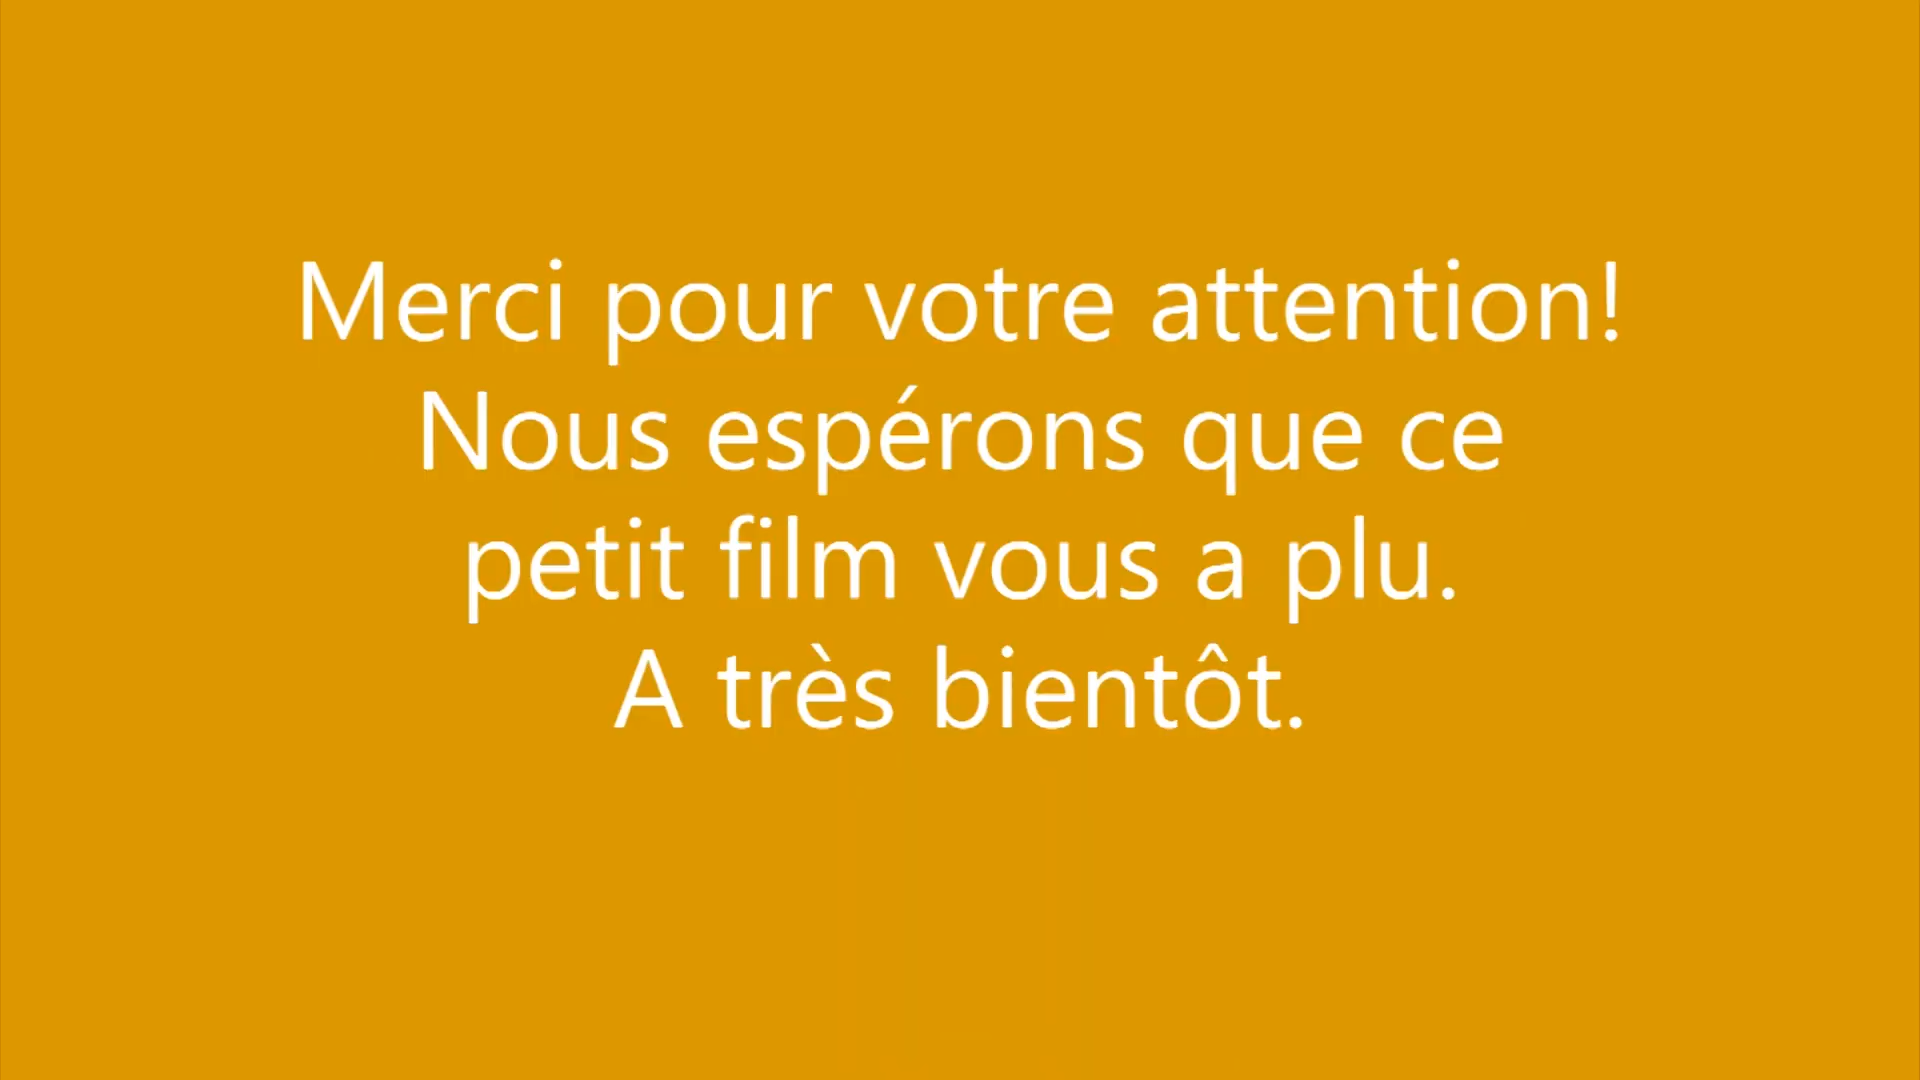 Merci pour votre attention!
Nous espérons que ce
petit film vous a plu.
A très bientôt.